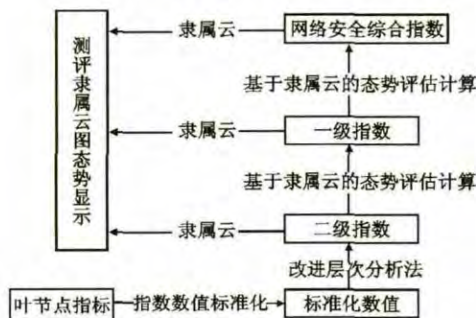 测评隶属云图态势显示
隶属云
网络安全综合指数
基于隶属云的态势评估计算
隶属云
一级指数
基于隶属云的态势评估计算
隶属云
二级指数
改进层次分析法
叶节点指标
指数数值标准化
标准化数值